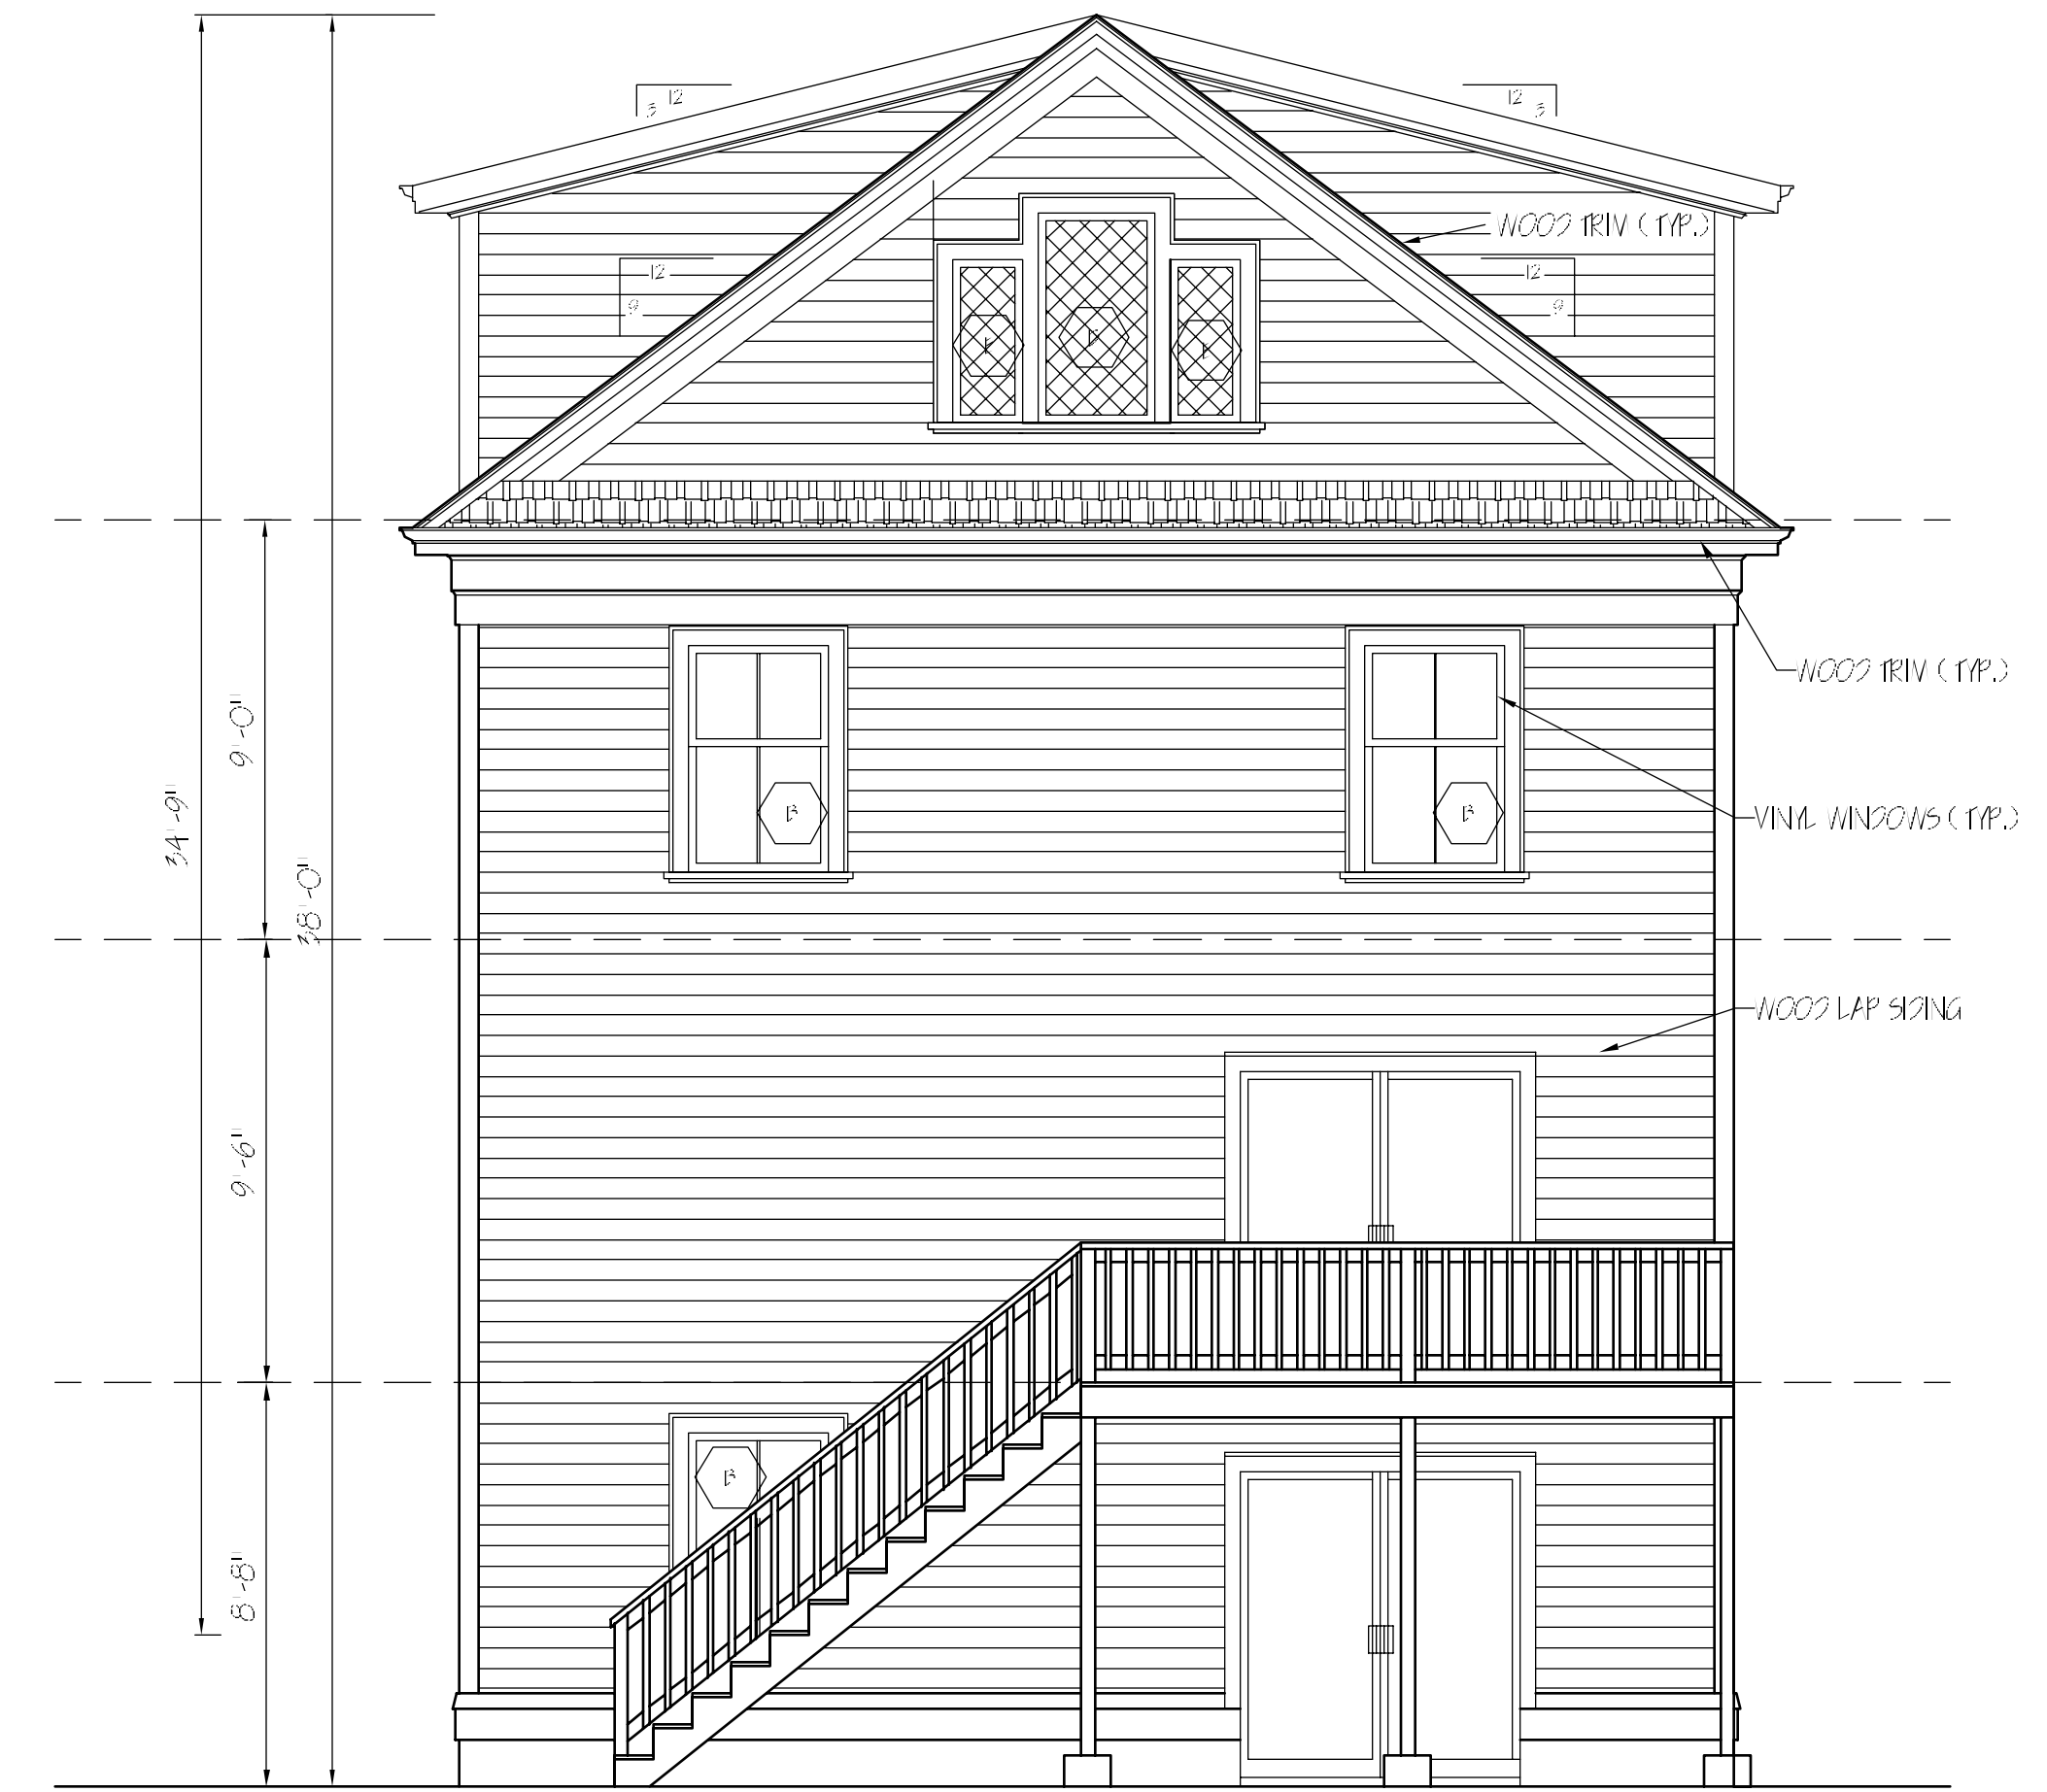 12
3
12
3
WOOD TRIM (TYP.)
12
9
12
9
WOOD TRIM (TYP.)
9'-0"
34'-9"
38'-0"
B
B
VINYL WINDOWS (TYP.)
WOOD LAP SIDING
9'-6"
B
8'-8"